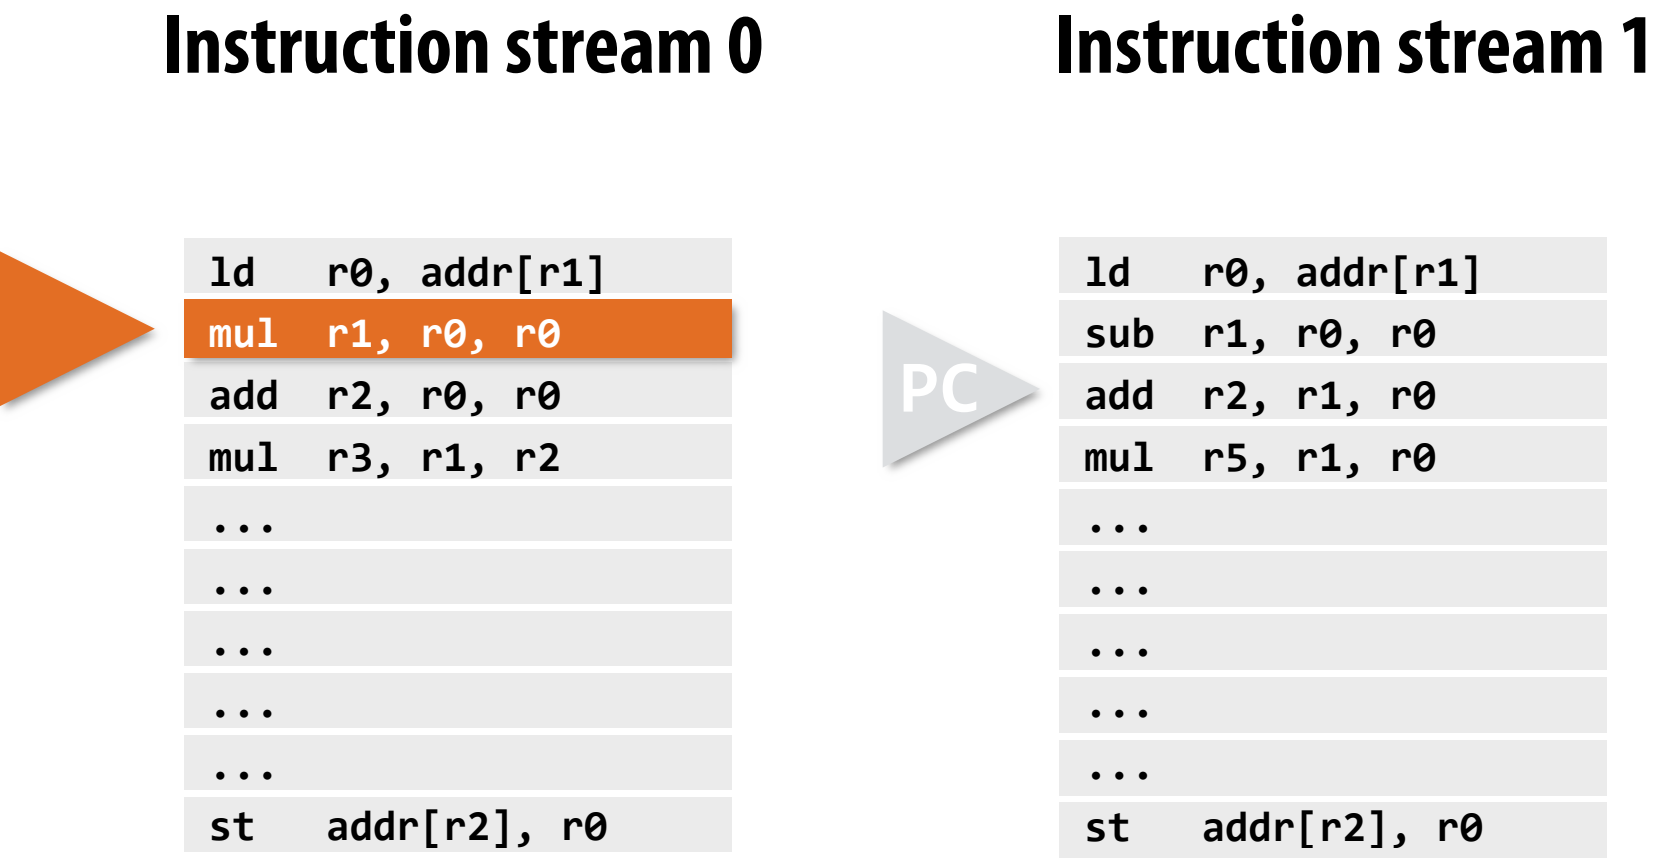 Instruction stream 0
ld r0, addr[r1]
mul r1, r0, r0
add r2, r0, r0
mul r3, r1, r2
...
...
...
...
...
st addr[r2], r0
Instruction stream 1
PC
ld r0, addr[r1]
sub r1, r0, r0
add r2, r1, r0
mul r5, r1, r0
...
...
...
...
...
st addr[r2], r0